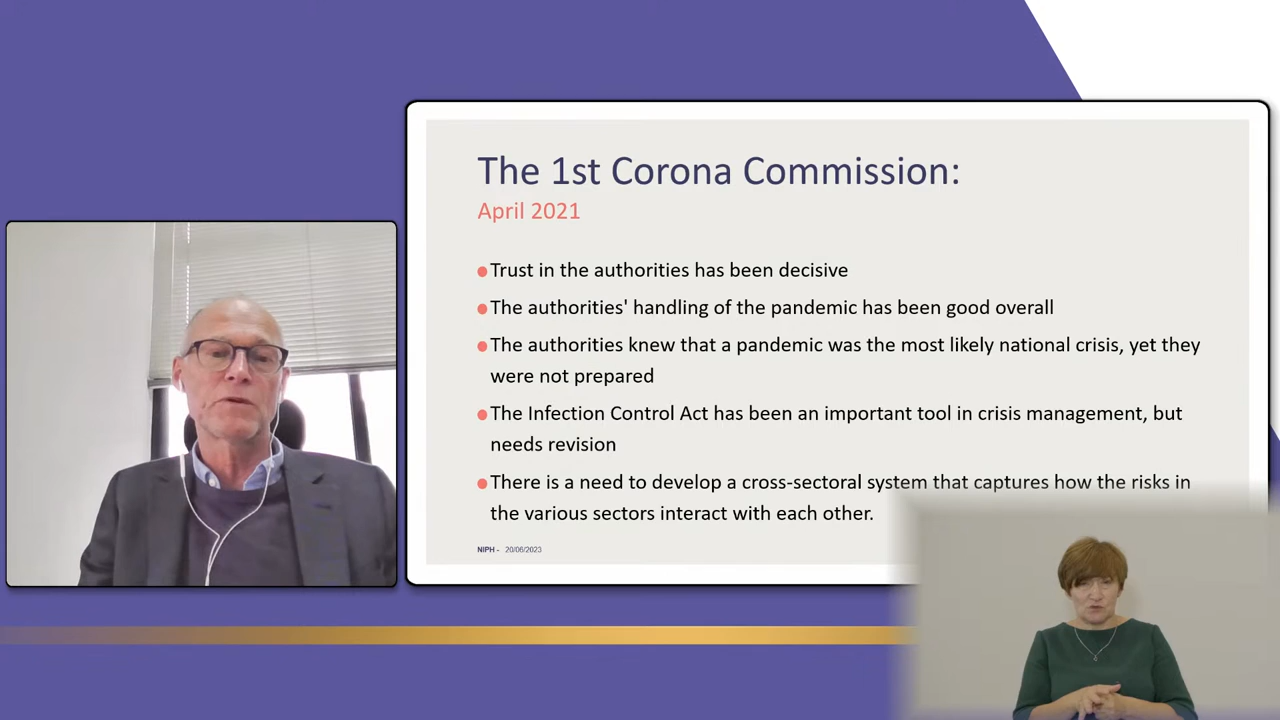 The 1st Corona Commission:
April 2021
Trust in the authorities has been decisive
The authorities' handling of the pandemic has been good overall
The authorities knew that a pandemic was the most likely national crisis, yet they
were not prepared
The Infection Control Act has been an important tool in crisis management, but
needs revision
There is a need to develop a cross-sectoral system that captures how the risks in
the various sectors interact with each other.
NIPH - 20/06/2023